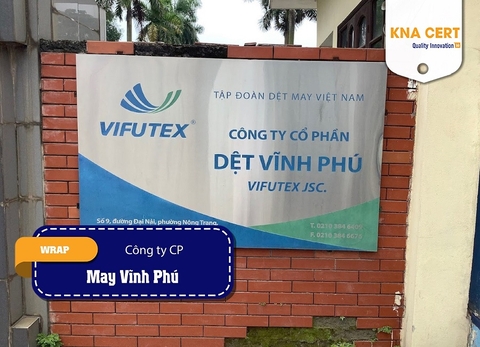 KNA CERT
Quality Innovation
VIFUTEX
TẬP ĐOÀN DỆT MAY VIỆT NAM
CÔNG TY CỔ PHẦN
DỆT VĨNH PHÚ
VIFUTEX JSC.
Số 9, đường Đại Nải, phường Nông Trang,
WRAP
Công ty CP
May Vĩnh Phú